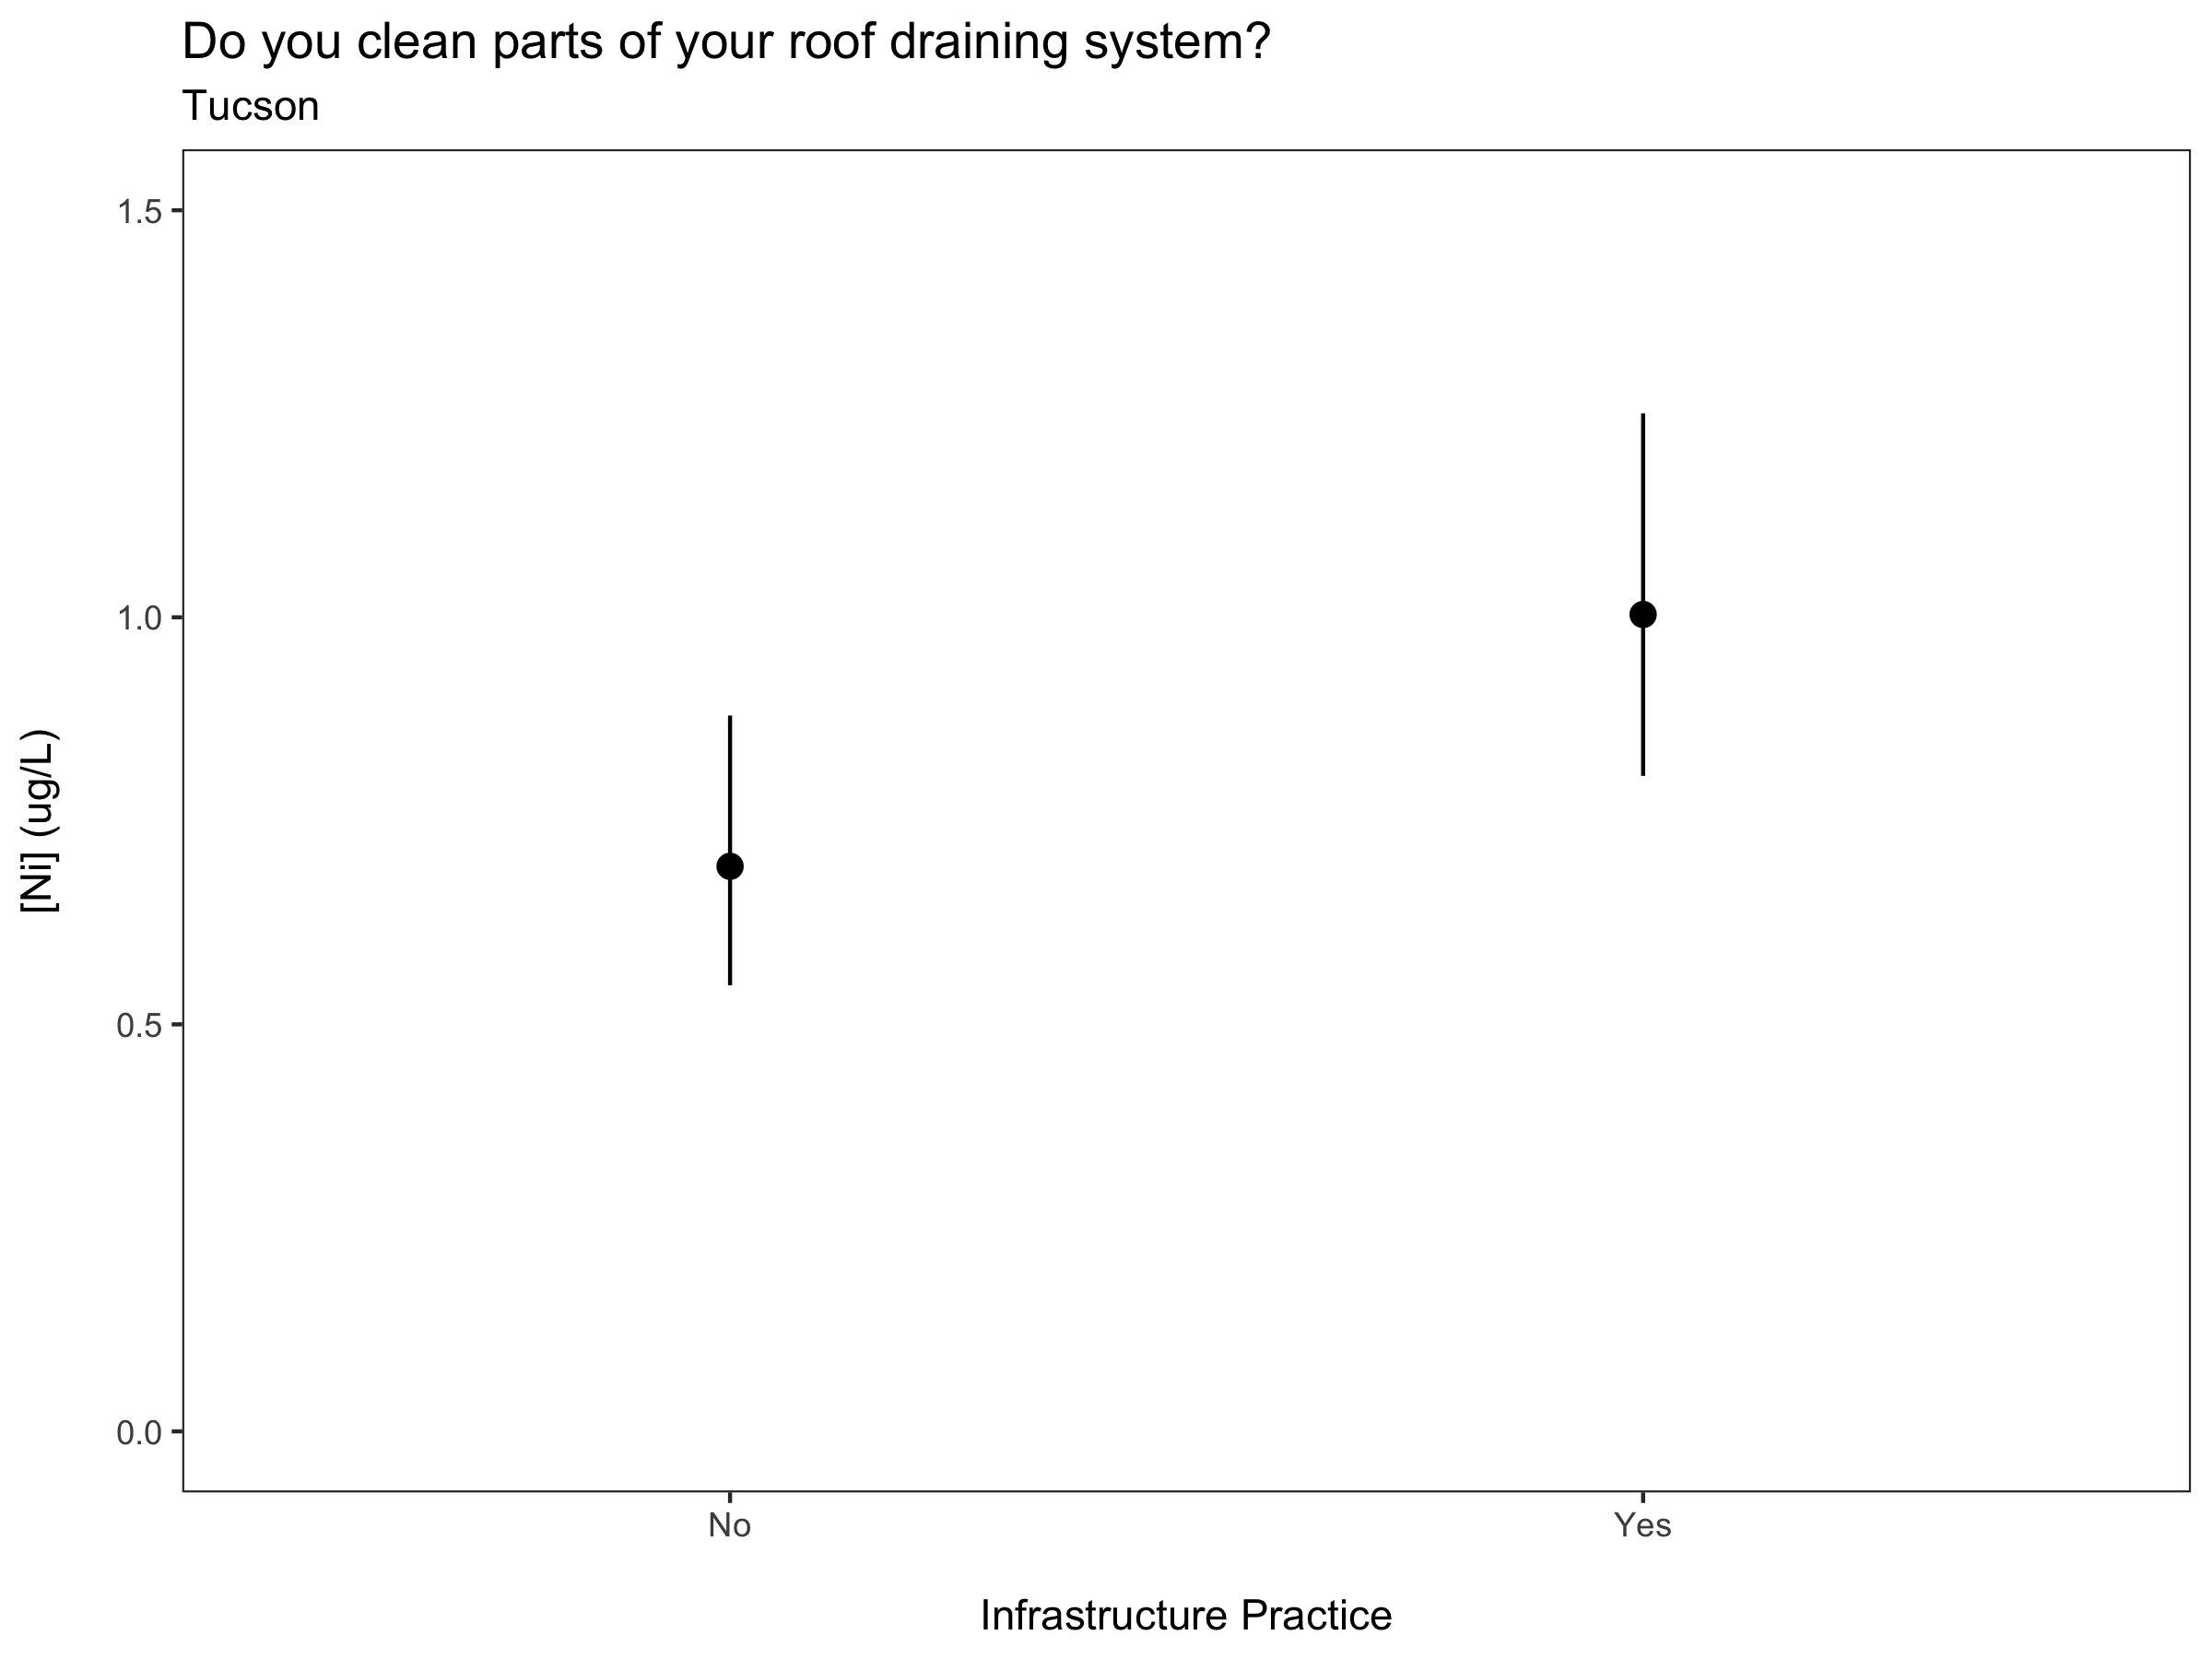 Do you clean parts of your roof draining system?
Tucson
1.5
1.0
0.5
0.0
[Ni] (ug/L)
No
Yes
Infrastructure Practice